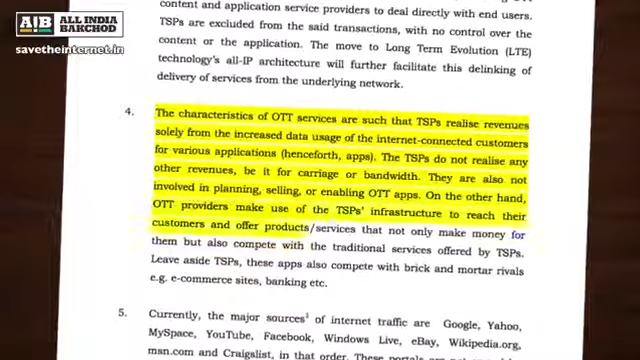 AIB ALL INDIA
BAKCHOD
savetheinternet.in
content and application service providers to deal directly with end users.
TSPs are excluded from the said transactions, with no control over the
content or the application. The move to Long Term Evolution (LTE)
technology's all-IP architecture will further facilitate this delinking of
delivery of services from the underlying network.
4. The characteristics of OTT services are such that TSPs realise revenues
solely from the increased data usage of the internet-connected customers
for various applications (henceforth, apps). The TSPs do not realise any
other revenues, be it for carriage or bandwidth. They are also not
involved in planning, selling, or enabling OTT apps. On the other hand,
OTT providers make use of the TSPs' infrastructure to reach their
customers and offer products/services that not only make money for
them but also compete with the traditional services offered by TSPs.
Leave aside TSPs, these apps also compete with brick and mortar rivals
e.g. e-commerce sites, banking etc.
5. Currently, the major sources¹ of internet traffic are Google, Yahoo,
MySpace, YouTube, Facebook, Windows Live, eBay, Wikipedia.org,
msn.com and Craigslist, in that order. These portals are